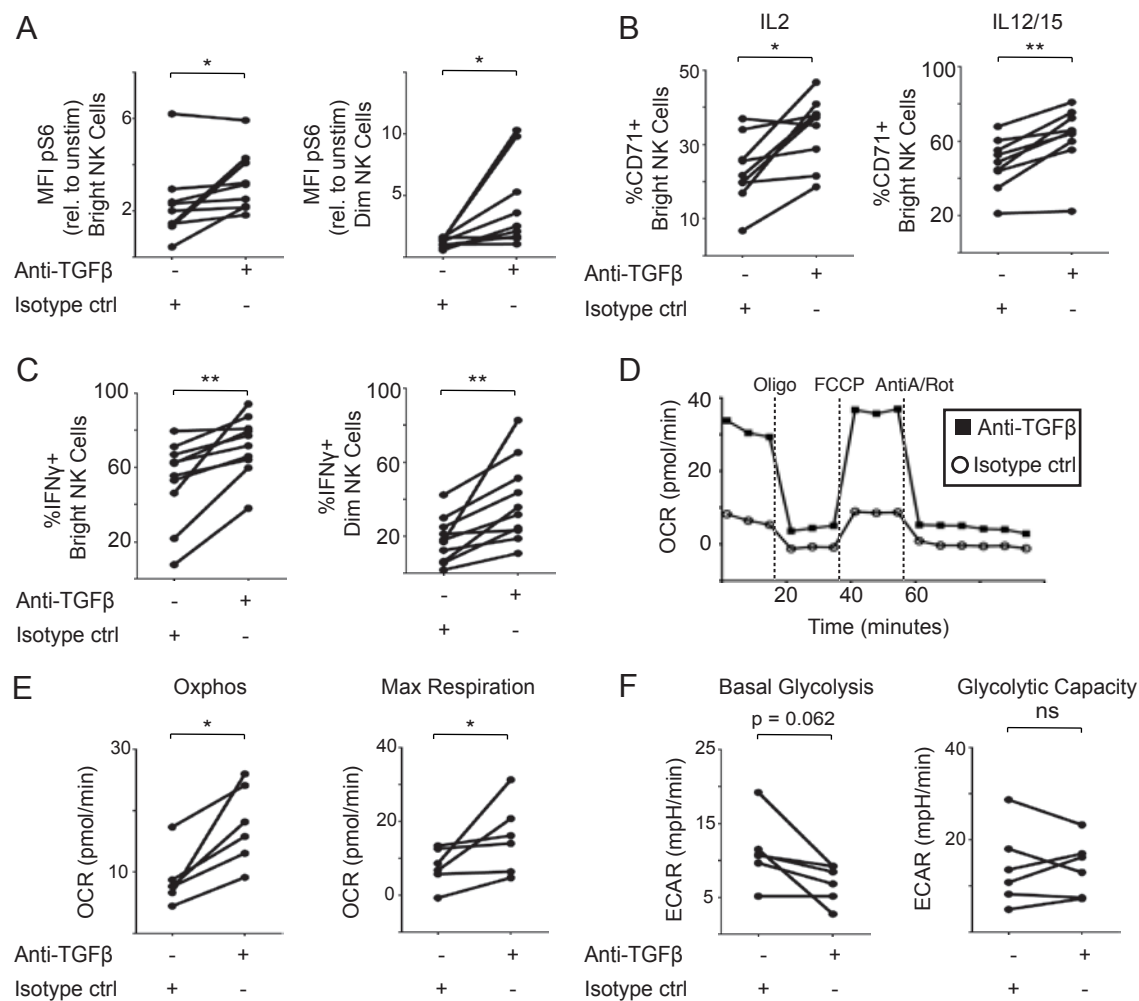 A
*
MFI pS6
(rel. to unstim)
Bright NK Cells
6
2
*
MFI pS6
(rel. to unstim)
Dim NK Cells
10
5
Anti-TGFβ - + - +
Isotype ctrl + - + -
B
IL2
*
%CD71+
Bright NK Cells
50
30
10
IL12/15
**
%CD71+
Bright NK Cells
100
60
20
Anti-TGFβ - + - +
Isotype ctrl + - + -
C
**
%IFNγ+
Bright NK Cells
100
60
20
**
%IFNγ+
Dim NK Cells
100
60
20
Anti-TGFβ - + - +
Isotype ctrl + - + -
D
Oligo FCCP AntiA/Rot
OCR (pmol/min)
40
20
0
20 40 60
Time (minutes)
Anti-TGFβ
Isotype ctrl
E
Oxphos
*
OCR (pmol/min)
30
10
Max Respiration
*
OCR (pmol/min)
40
20
0
Anti-TGFβ - + - +
Isotype ctrl + - + -
F
Basal Glycolysis
p = 0.062
ECAR (mpH/min)
25
15
5
Glycolytic Capacity
ns
ECAR (mpH/min)
40
20
Anti-TGFβ - + - +
Isotype ctrl + - + -